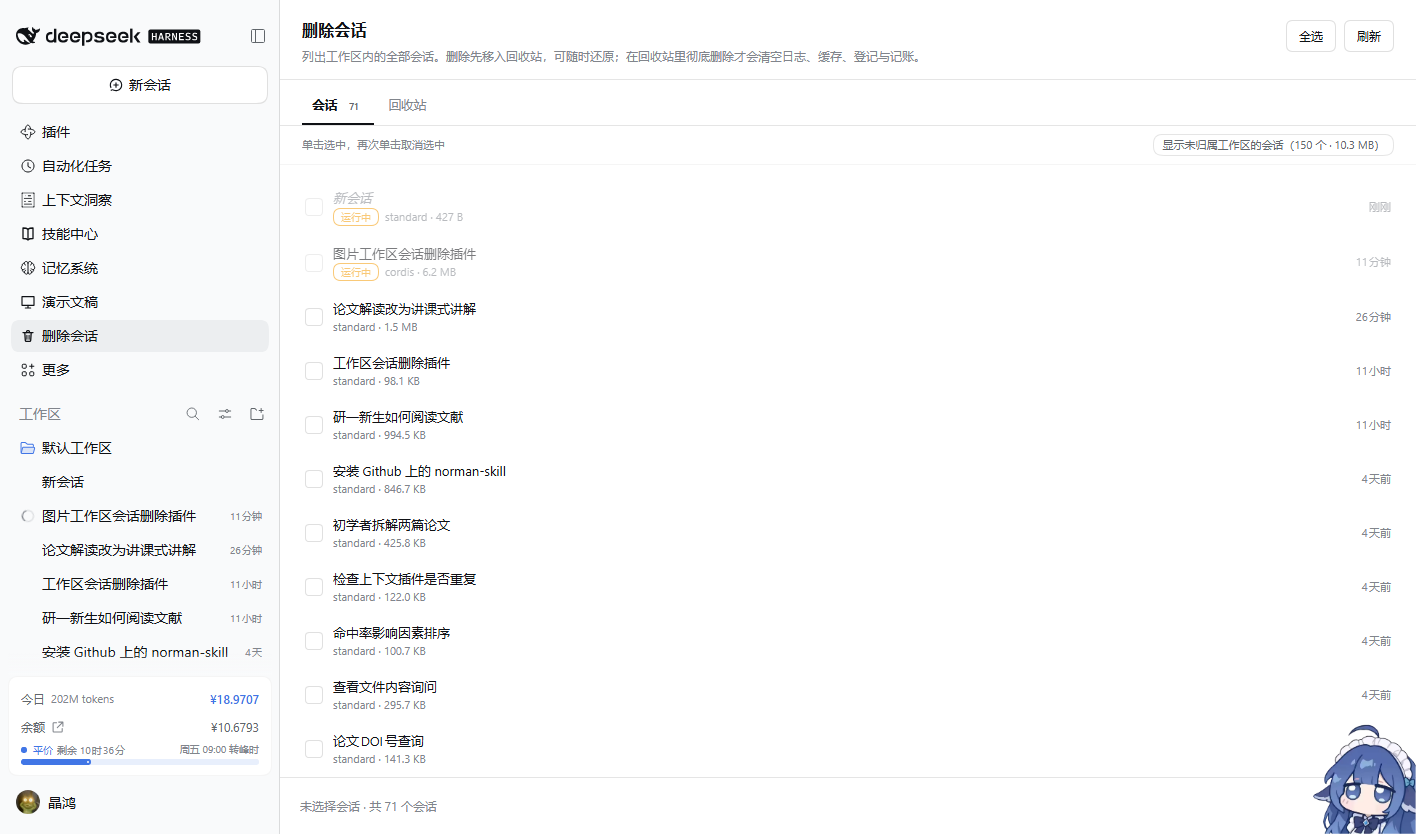 deepseek HARNESS
新会话
插件
自动化任务
上下文洞察
技能中心
记忆系统
演示文稿
删除会话
更多
工作区
默认工作区
新会话
图片工作区会话删除插件 11分钟
论文解读改为讲课式讲解 26分钟
工作区会话删除插件 11小时
研一新生如何阅读文献 11小时
安装 Github 上的 norman-skill 4天
今日 202M tokens ¥18.9707
余额 ¥10.6793
平价 剩余 10时36分 周五 09:00 转峰时
晶鸿
删除会话
列出工作区内的全部会话。删除先移入回收站，可随时还原；在回收站里彻底删除才会清空日志、缓存、登记与记账。
全选 刷新
会话 71 回收站
单击选中，再次单击取消选中 显示未归属工作区的会话（150 个 · 10.3 MB）
新会话
运行中 standard · 427 B
刚刚
图片工作区会话删除插件
运行中 cordis · 6.2 MB
11分钟
论文解读改为讲课式讲解
standard · 1.5 MB
26分钟
工作区会话删除插件
standard · 98.1 KB
11小时
研一新生如何阅读文献
standard · 994.5 KB
11小时
安装 Github 上的 norman-skill
standard · 846.7 KB
4天前
初学者拆解两篇论文
standard · 425.8 KB
4天前
检查上下文插件是否重复
standard · 122.0 KB
4天前
命中率影响因素排序
standard · 100.7 KB
4天前
查看文件内容询问
standard · 295.7 KB
4天前
论文DOI号查询
standard · 141.3 KB
未选择会话 · 共 71 个会话